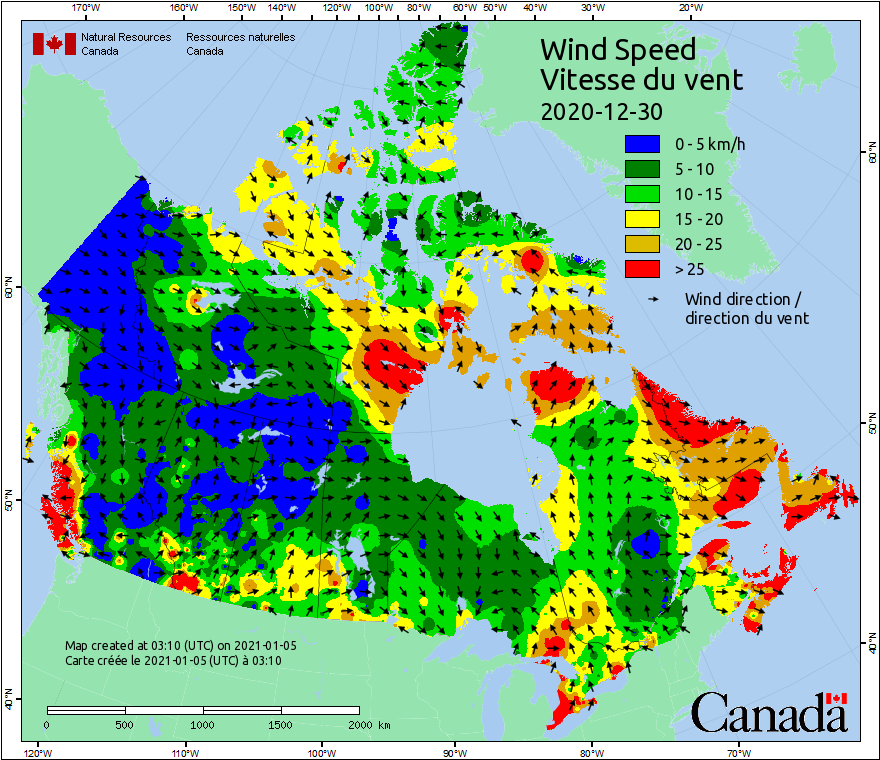 170°W 160°W 150°W 140°W 130°W 120°W 110°W 100°W 90°W 80°W 60°W 50°W 40°W 30°W 20°W
Natural Resources Ressources naturelles
Canada Canada
Wind Speed
Vitesse du vent
2020-12-30
0 - 5 km/h
5 - 10
10 - 15
15 - 20
20 - 25
> 25
Wind direction /
direction du vent
60°N 60°N
50°N 50°N
40°N 40°N
Map created at 03:10 (UTC) on 2021-01-05
Carte créée le 2021-01-05 (UTC) à 03:10
0 500 1000 1500 2000 km
Canada
120°W 110°W 100°W 90°W 80°W 70°W